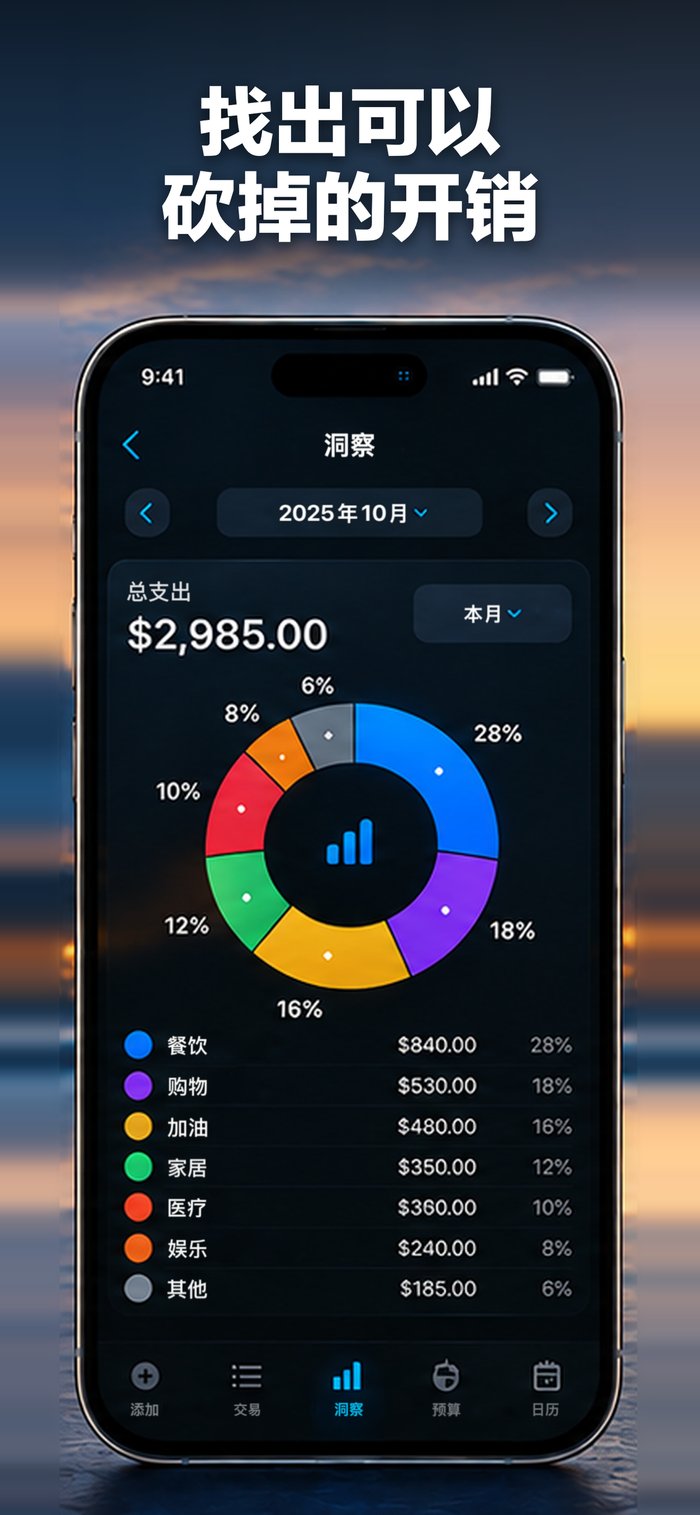 找出可以
砍掉的开销
9:41
洞察
2025年10月
总支出
$2,985.00
本月
6%
8%
28%
10%
12%
18%
16%
餐饮 $840.00 28%
购物 $530.00 18%
加油 $480.00 16%
家居 $350.00 12%
医疗 $360.00 10%
娱乐 $240.00 8%
其他 $185.00 6%
添加 交易 洞察 预算 日历